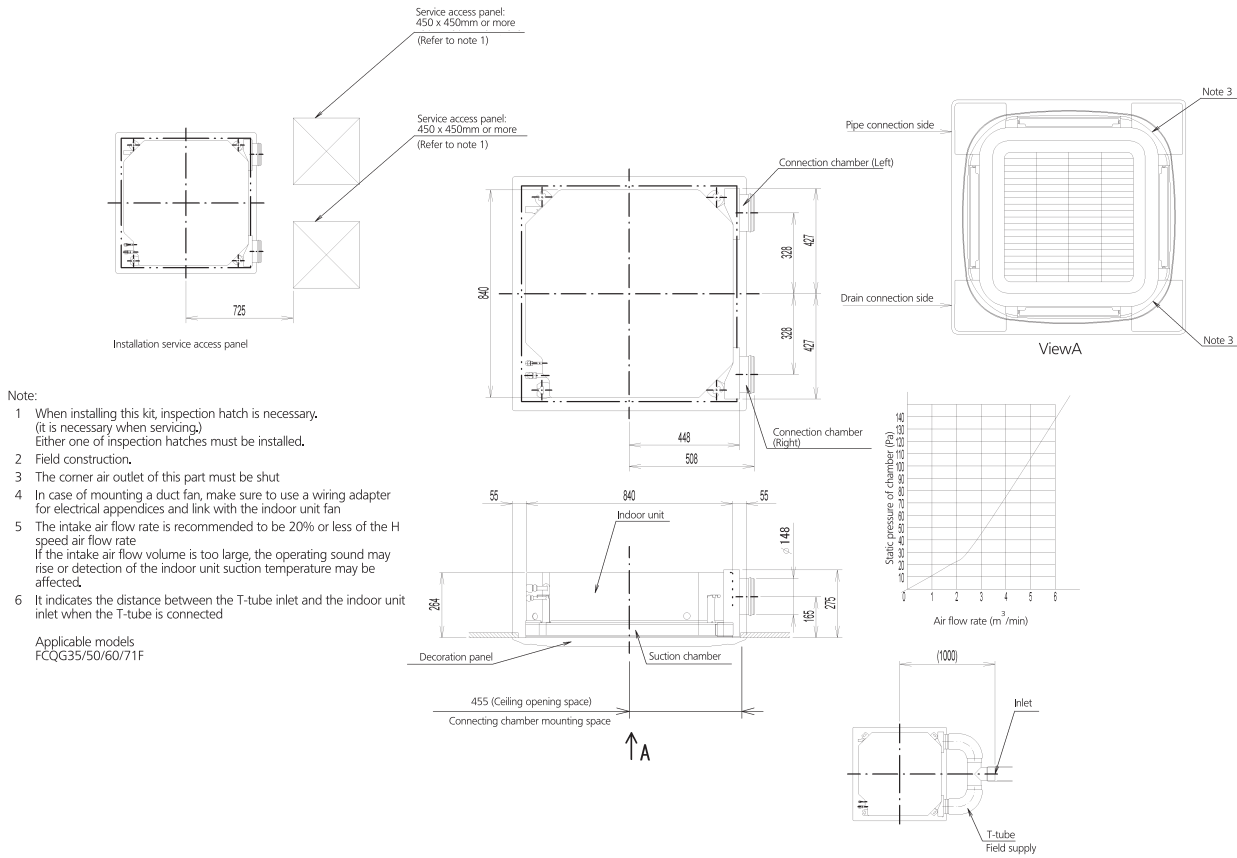 Service access panel:
450 x 450mm or more
(Refer to note 1)
Service access panel:
450 x 450mm or more
(Refer to note 1)
725
Installation service access panel
Connection chamber (Left)
840
328
427
328
427
Connection chamber
(Right)
448
508
Note 3
Pipe connection side
Drain connection side
Note 3
ViewA
Note:
1 When installing this kit, inspection hatch is necessary.
(it is necessary when servicing.)
Either one of inspection hatches must be installed.
2 Field construction.
3 The corner air outlet of this part must be shut
4 In case of mounting a duct fan, make sure to use a wiring adapter
for electrical appendices and link with the indoor unit fan
5 The intake air flow rate is recommended to be 20% or less of the H
speed air flow rate
If the intake air flow volume is too large, the operating sound may
rise or detection of the indoor unit suction temperature may be
affected.
6 It indicates the distance between the T-tube inlet and the indoor unit
inlet when the T-tube is connected
Applicable models
FCQG35/50/60/71F
55
840
55
Indoor unit
ø 148
264
165
275
Decoration panel
Suction chamber
455 (Ceiling opening space)
Connecting chamber mounting space
A
Static pressure of chamber (Pa)
140
130
120
110
100
90
80
70
60
50
40
30
20
10
0 1 2 3 4 5 6
Air flow rate (m³/min)
(1000)
Inlet
T-tube
Field supply